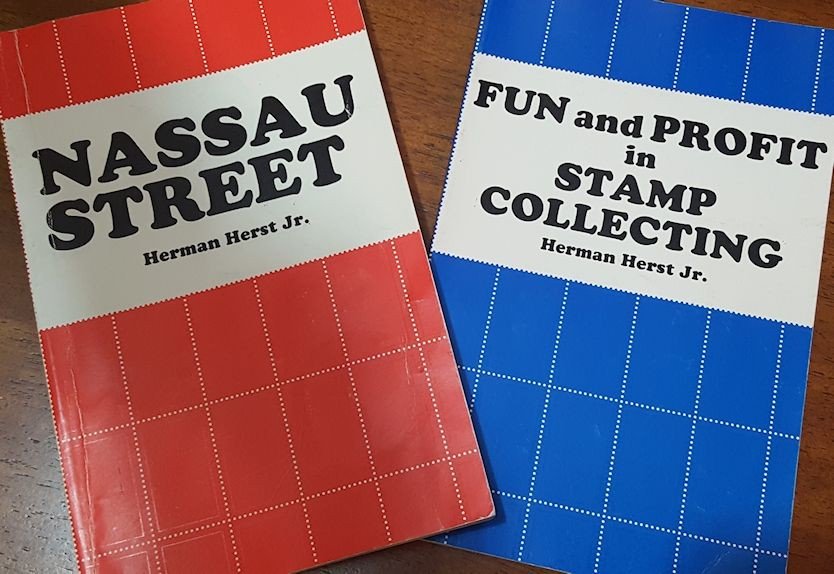 NASSAU
STREET
Herman Herst Jr.
FUN and PROFIT
in
STAMP
COLLECTING
Herman Herst Jr.